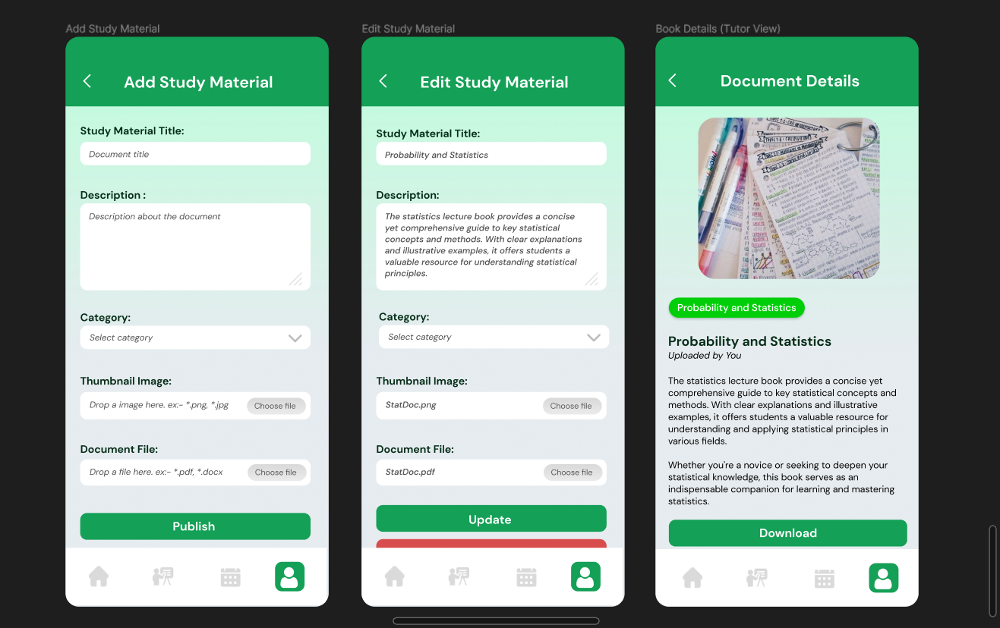 Add Study Material
Edit Study Material
Book Details (Tutor View)
Add Study Material
Study Material Title:
Document title
Description :
Description about the document
Category:
Select category
Thumbnail Image:
Drop a image here. ex:- *.png, *.jpg
Choose file
Document File:
Drop a file here. ex:- *.pdf, *.docx
Choose file
Publish
Edit Study Material
Study Material Title:
Probability and Statistics
Description:
The statistics lecture book provides a concise
yet comprehensive guide to key statistical
concepts and methods. With clear explanations
and illustrative examples, it offers students a
valuable resource for understanding statistical
principles.
Category:
Select category
Thumbnail Image:
StatDoc.png
Choose file
Document File:
StatDoc.pdf
Choose file
Update
Document Details
Probability and Statistics
Probability and Statistics
Uploaded by You
The statistics lecture book provides a concise yet
comprehensive guide to key statistical concepts and
methods. With clear explanations and illustrative
examples, it offers students a valuable resource for
understanding and applying statistical principles in
various fields.
Whether you're a novice or seeking to deepen your
statistical knowledge, this book serves as an
indispensable companion for learning and mastering
statistics.
Download